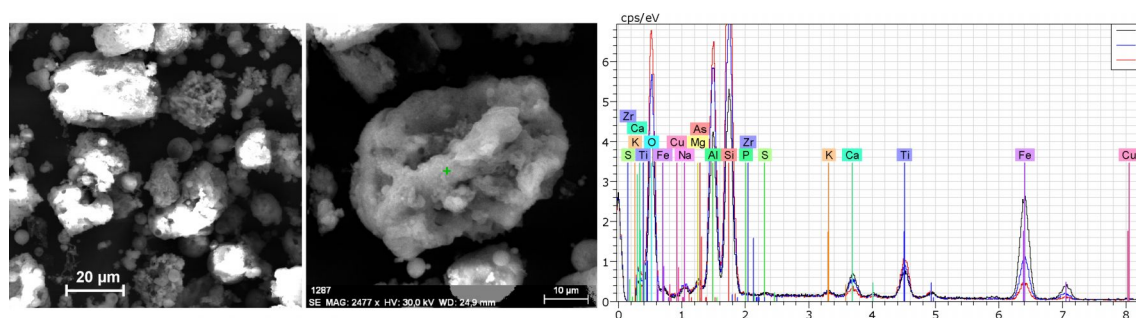 20 µm
1267
SE MAG: 2477 x HV: 30,0 kV WD: 24,9 mm
10 µm
cps/eV
6
5
4
3
2
1
0
Zr
Ca As
K O Cu Mg Zr
S Ti Fe Na Al Si P S K Ca Ti Fe Cu
0 1 2 3 4 5 6 7 8